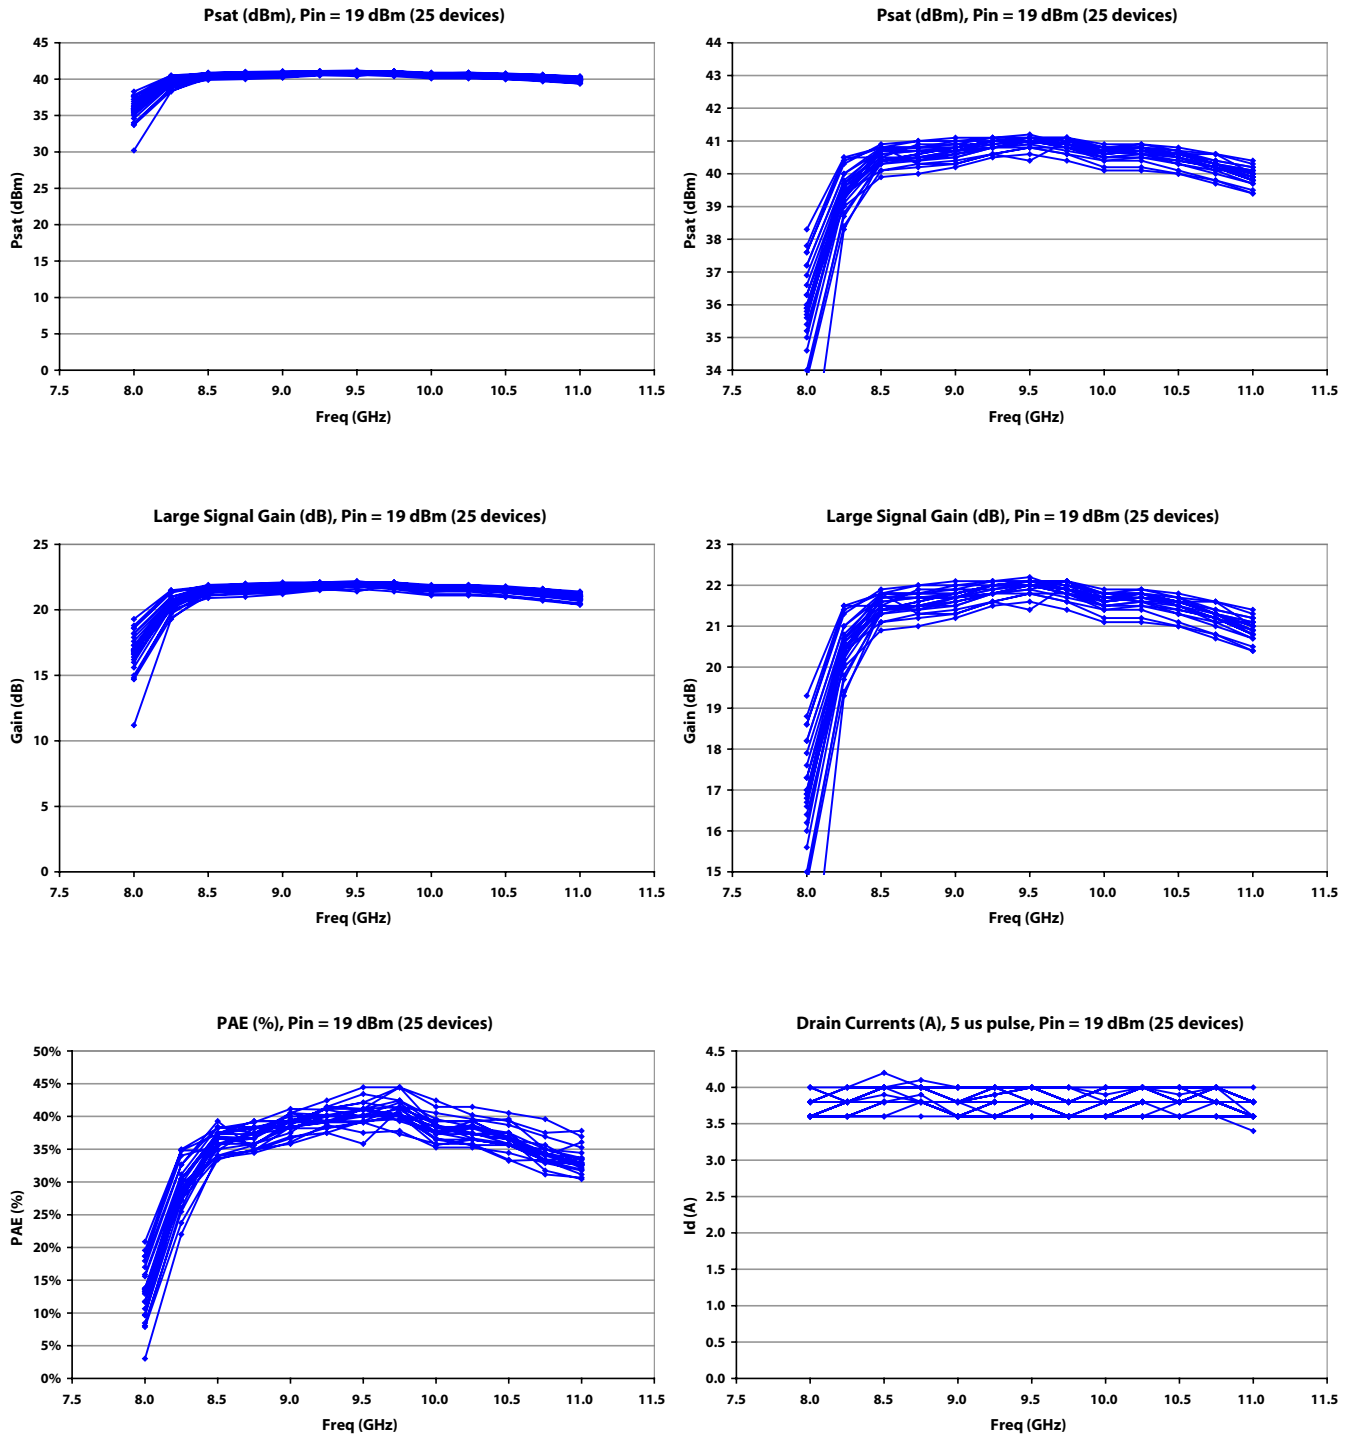 Psat (dBm), Pin = 19 dBm (25 devices)
45
40
35
30
25
20
15
10
5
0
Psat (dBm)
7.5 8.0 8.5 9.0 9.5 10.0 10.5 11.0 11.5
Freq (GHz)
Psat (dBm), Pin = 19 dBm (25 devices)
44
43
42
41
40
39
38
37
36
35
34
Psat (dBm)
7.5 8.0 8.5 9.0 9.5 10.0 10.5 11.0 11.5
Freq (GHz)
Large Signal Gain (dB), Pin = 19 dBm (25 devices)
25
20
15
10
5
0
Gain (dB)
7.5 8.0 8.5 9.0 9.5 10.0 10.5 11.0 11.5
Freq (GHz)
Large Signal Gain (dB), Pin = 19 dBm (25 devices)
23
22
21
20
19
18
17
16
15
Gain (dB)
7.5 8.0 8.5 9.0 9.5 10.0 10.5 11.0 11.5
Freq (GHz)
PAE (%), Pin = 19 dBm (25 devices)
50%
45%
40%
35%
30%
25%
20%
15%
10%
5%
0%
PAE (%)
7.5 8.0 8.5 9.0 9.5 10.0 10.5 11.0 11.5
Freq (GHz)
Drain Currents (A), 5 us pulse, Pin = 19 dBm (25 devices)
4.5
4.0
3.5
3.0
2.5
2.0
1.5
1.0
0.5
0.0
Id (A)
7.5 8.0 8.5 9.0 9.5 10.0 10.5 11.0 11.5
Freq (GHz)